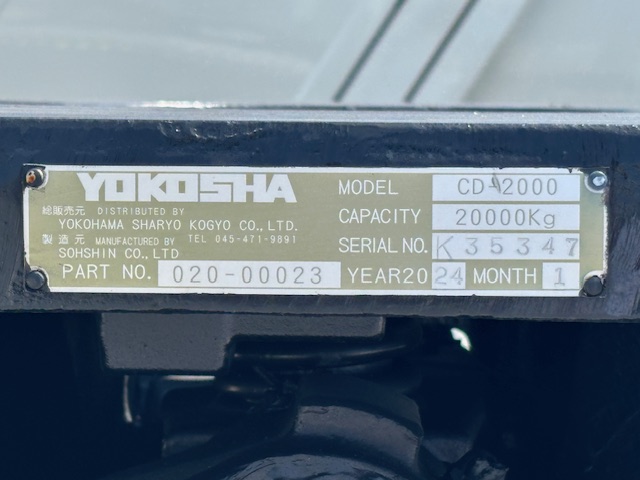 YOKOSHA
総販売元 DISTRIBUTED BY
YOKOHAMA SHARYO KOGYO CO., LTD.
製造元 MANUFACTURED BY TEL 045-471-9891
SOHSHIN CO., LTD
PART NO. 020-00023
MODEL CD-2000
CAPACITY 20000Kg
SERIAL NO. K35347
YEAR2024 MONTH 1